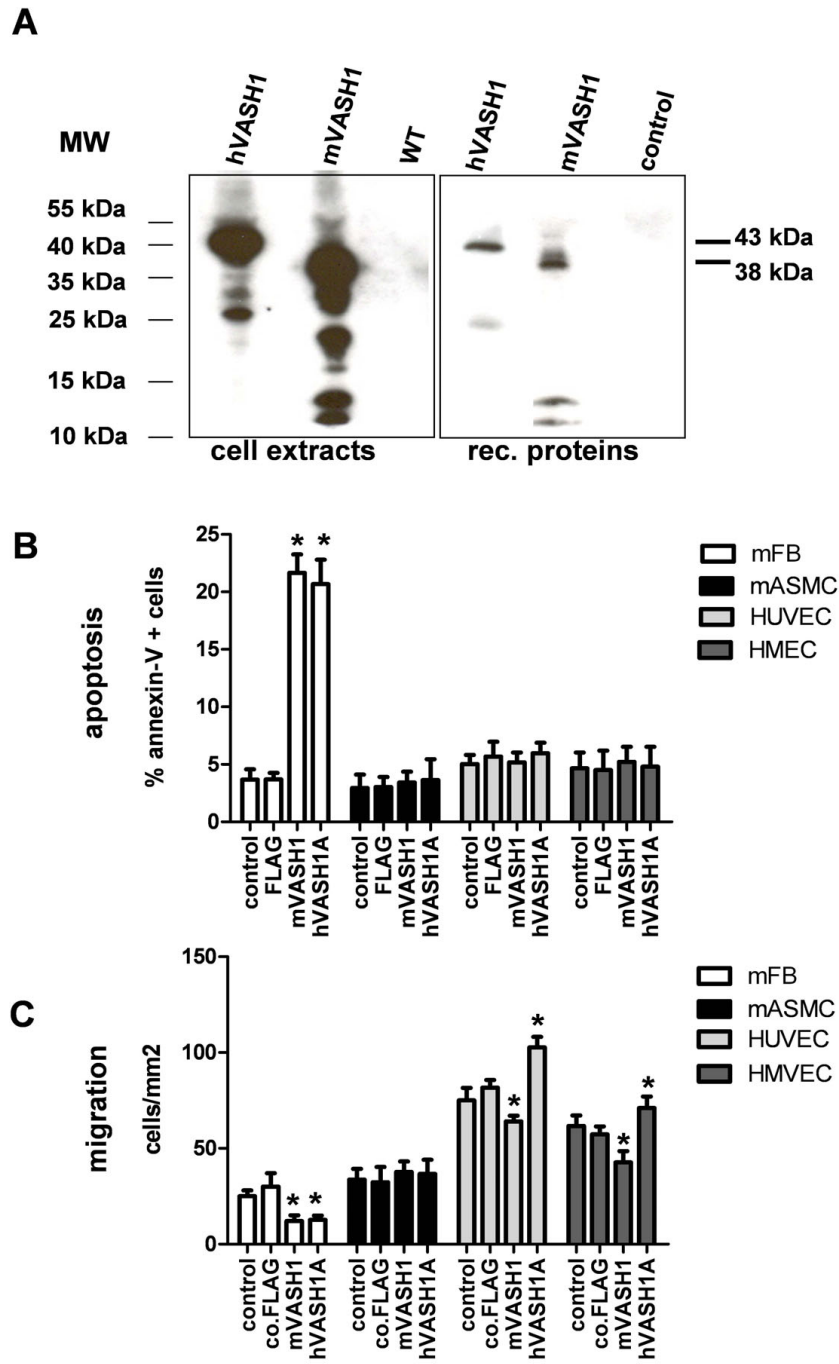 A
MW
hVASH1
mVASH1
WT
hVASH1
mVASH1
control
55 kDa
40 kDa
35 kDa
25 kDa
15 kDa
10 kDa
43 kDa
38 kDa
cell extracts
rec. proteins
B
apoptosis
% annexin-V + cells
25
20
15
10
5
0
* *
control
FLAG
mVASH1
hVASH1A
control
FLAG
mVASH1
hVASH1A
control
FLAG
mVASH1
hVASH1A
control
FLAG
mVASH1
hVASH1A
mFB
mASMC
HUVEC
HMEC
C
migration
cells/mm2
150
100
50
0
* *
*
*
*
*
control
co.FLAG
mVASH1
hVASH1A
control
co.FLAG
mVASH1
hVASH1A
control
co.FLAG
mVASH1
hVASH1A
control
co.FLAG
mVASH1
hVASH1A
mFB
mASMC
HUVEC
HMVEC